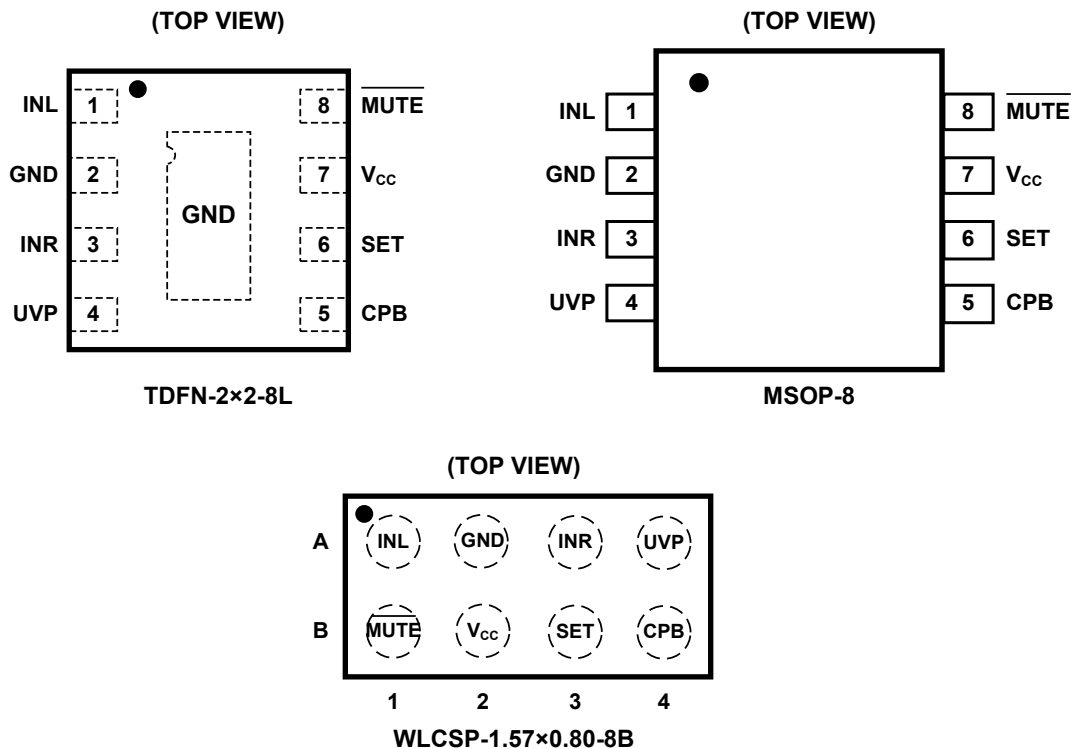 (TOP VIEW)
INL 1 8 MUTE
GND 2 7 VCC
GND
INR 3 6 SET
UVP 4 5 CPB
TDFN-2×2-8L
(TOP VIEW)
INL 1 8 MUTE
GND 2 7 VCC
INR 3 6 SET
UVP 4 5 CPB
MSOP-8
(TOP VIEW)
A INL GND INR UVP
B MUTE VCC SET CPB
1 2 3 4
WLCSP-1.57×0.80-8B